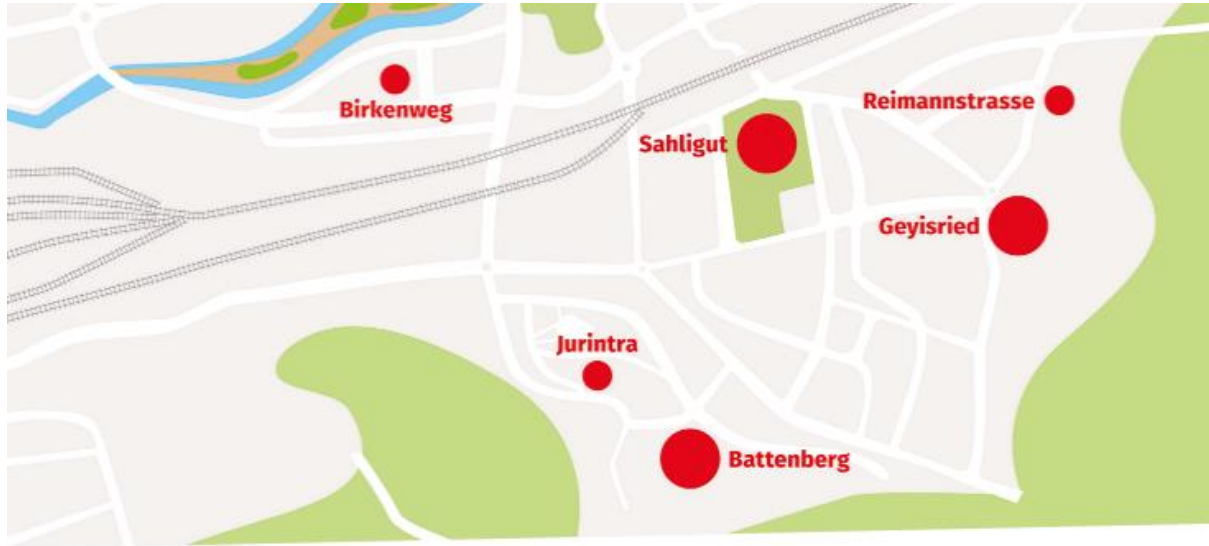 Birkenweg
Reimannstrasse
Sahligut
Geyisried
Jurintra
Battenberg